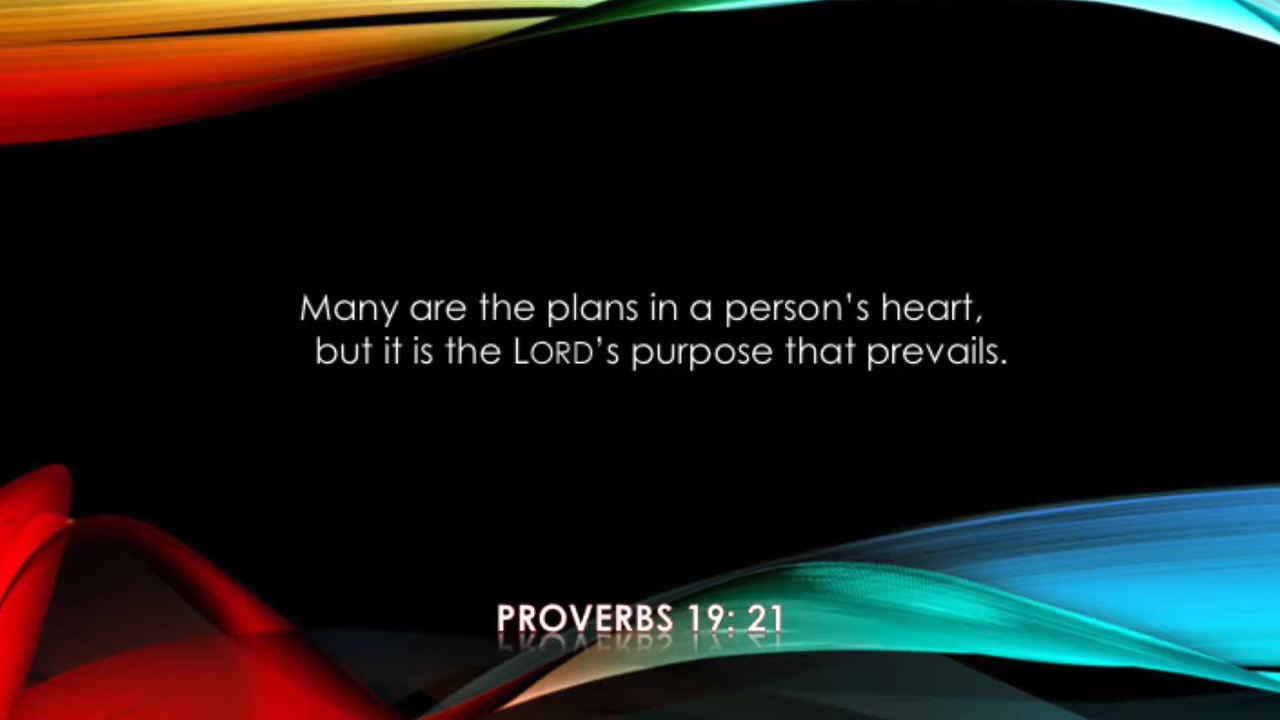 Many are the plans in a person’s heart,
but it is the LORD’s purpose that prevails.
PROVERBS 19: 21